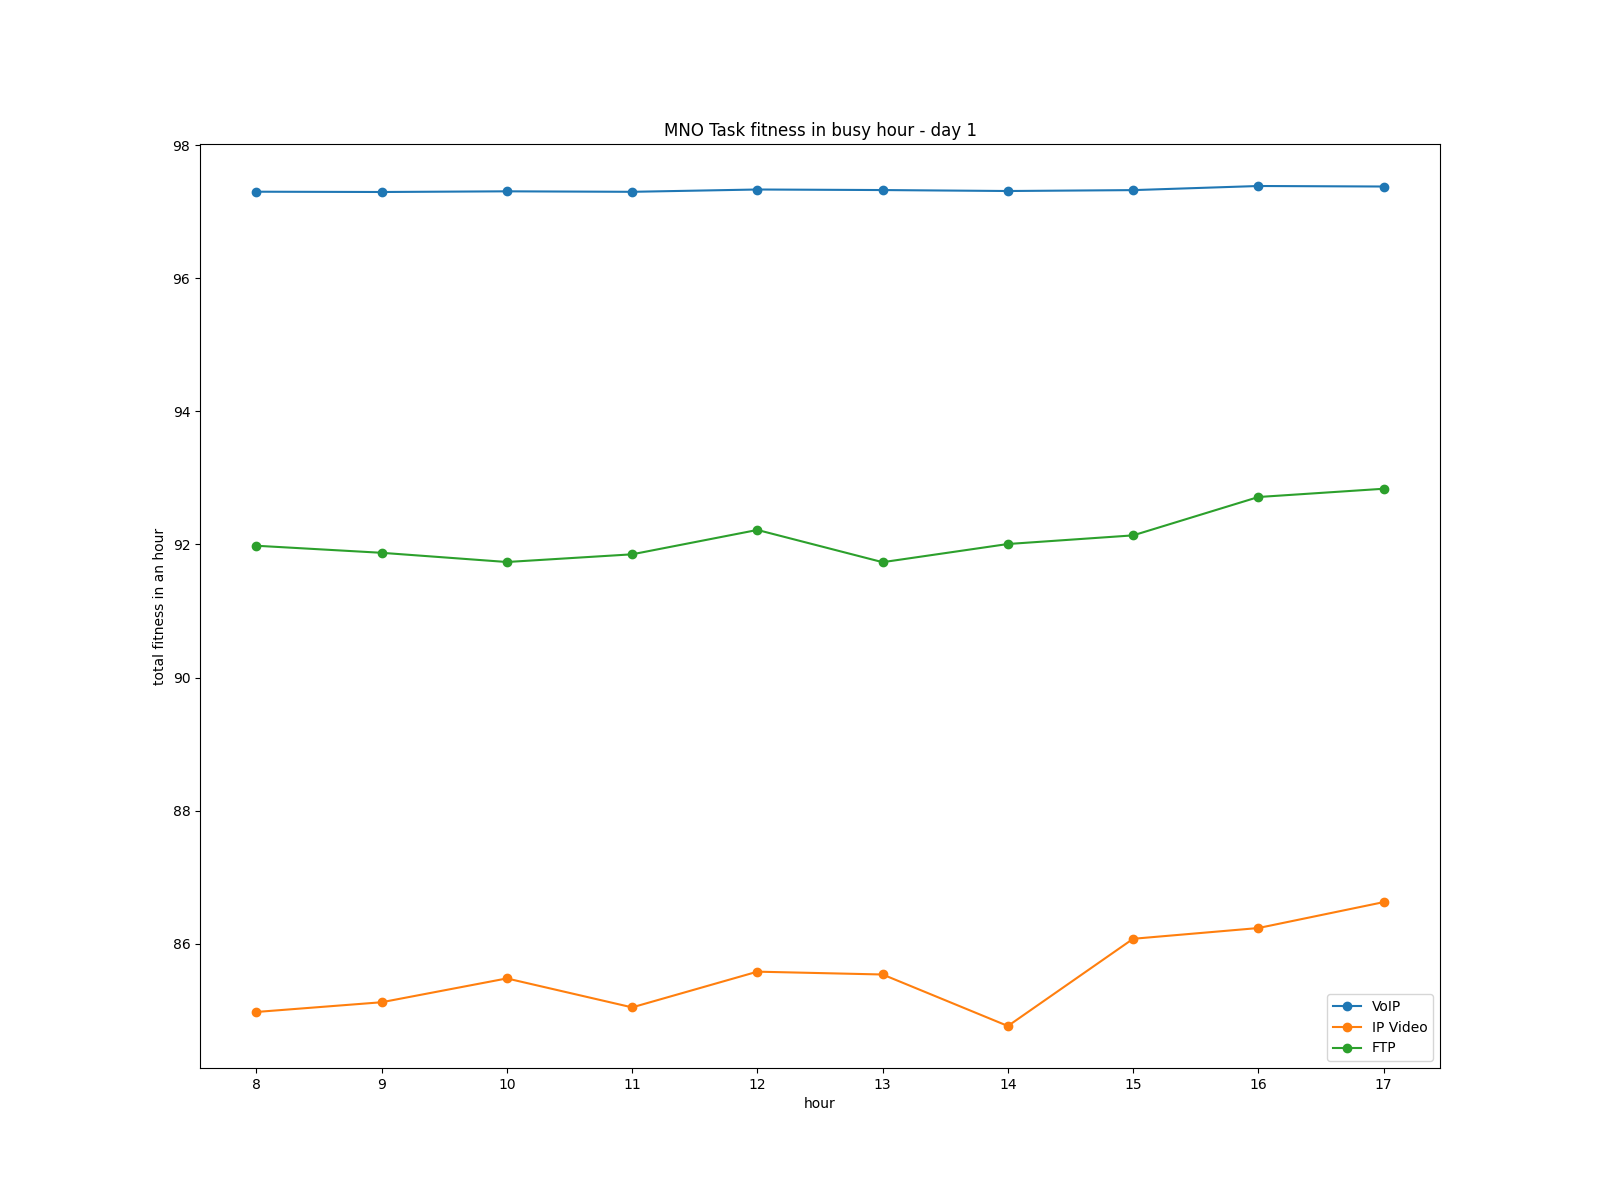 MNO Task fitness in busy hour - day 1
98
96
94
92
90
88
86
total fitness in an hour
8 9 10 11 12 13 14 15 16 17
hour
VoIP
IP Video
FTP